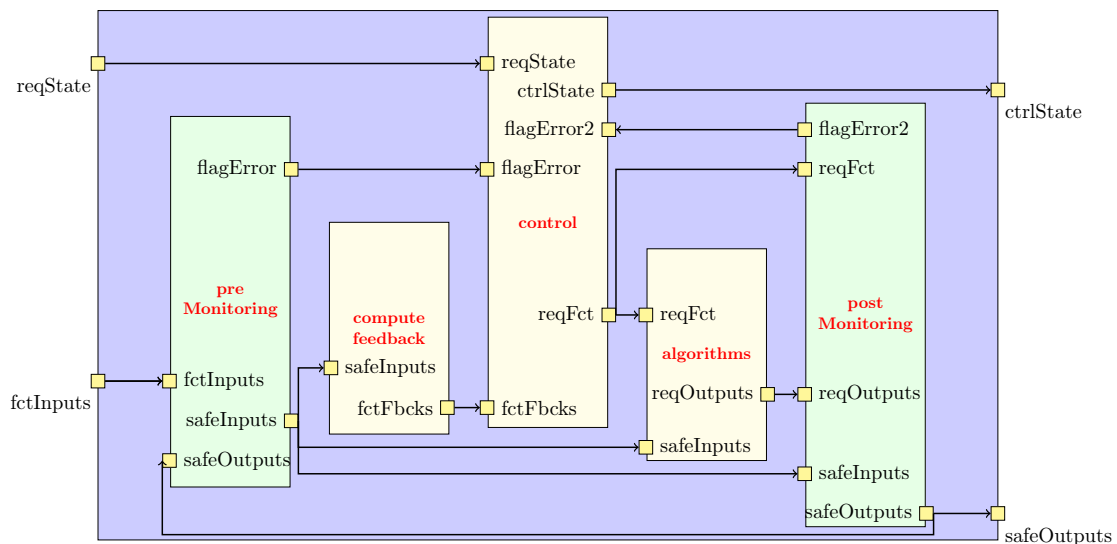 reqState
reqState
ctrlState
ctrlState
flagError2
flagError2
flagError
flagError
reqFct
control
pre
Monitoring
compute
feedback
reqFct
reqFct
post
Monitoring
algorithms
safeInputs
fctInputs
fctInputs
reqOutputs
reqOutputs
fctFbcks
fctFbcks
safeInputs
safeInputs
safeOutputs
safeInputs
safeOutputs
safeOutputs